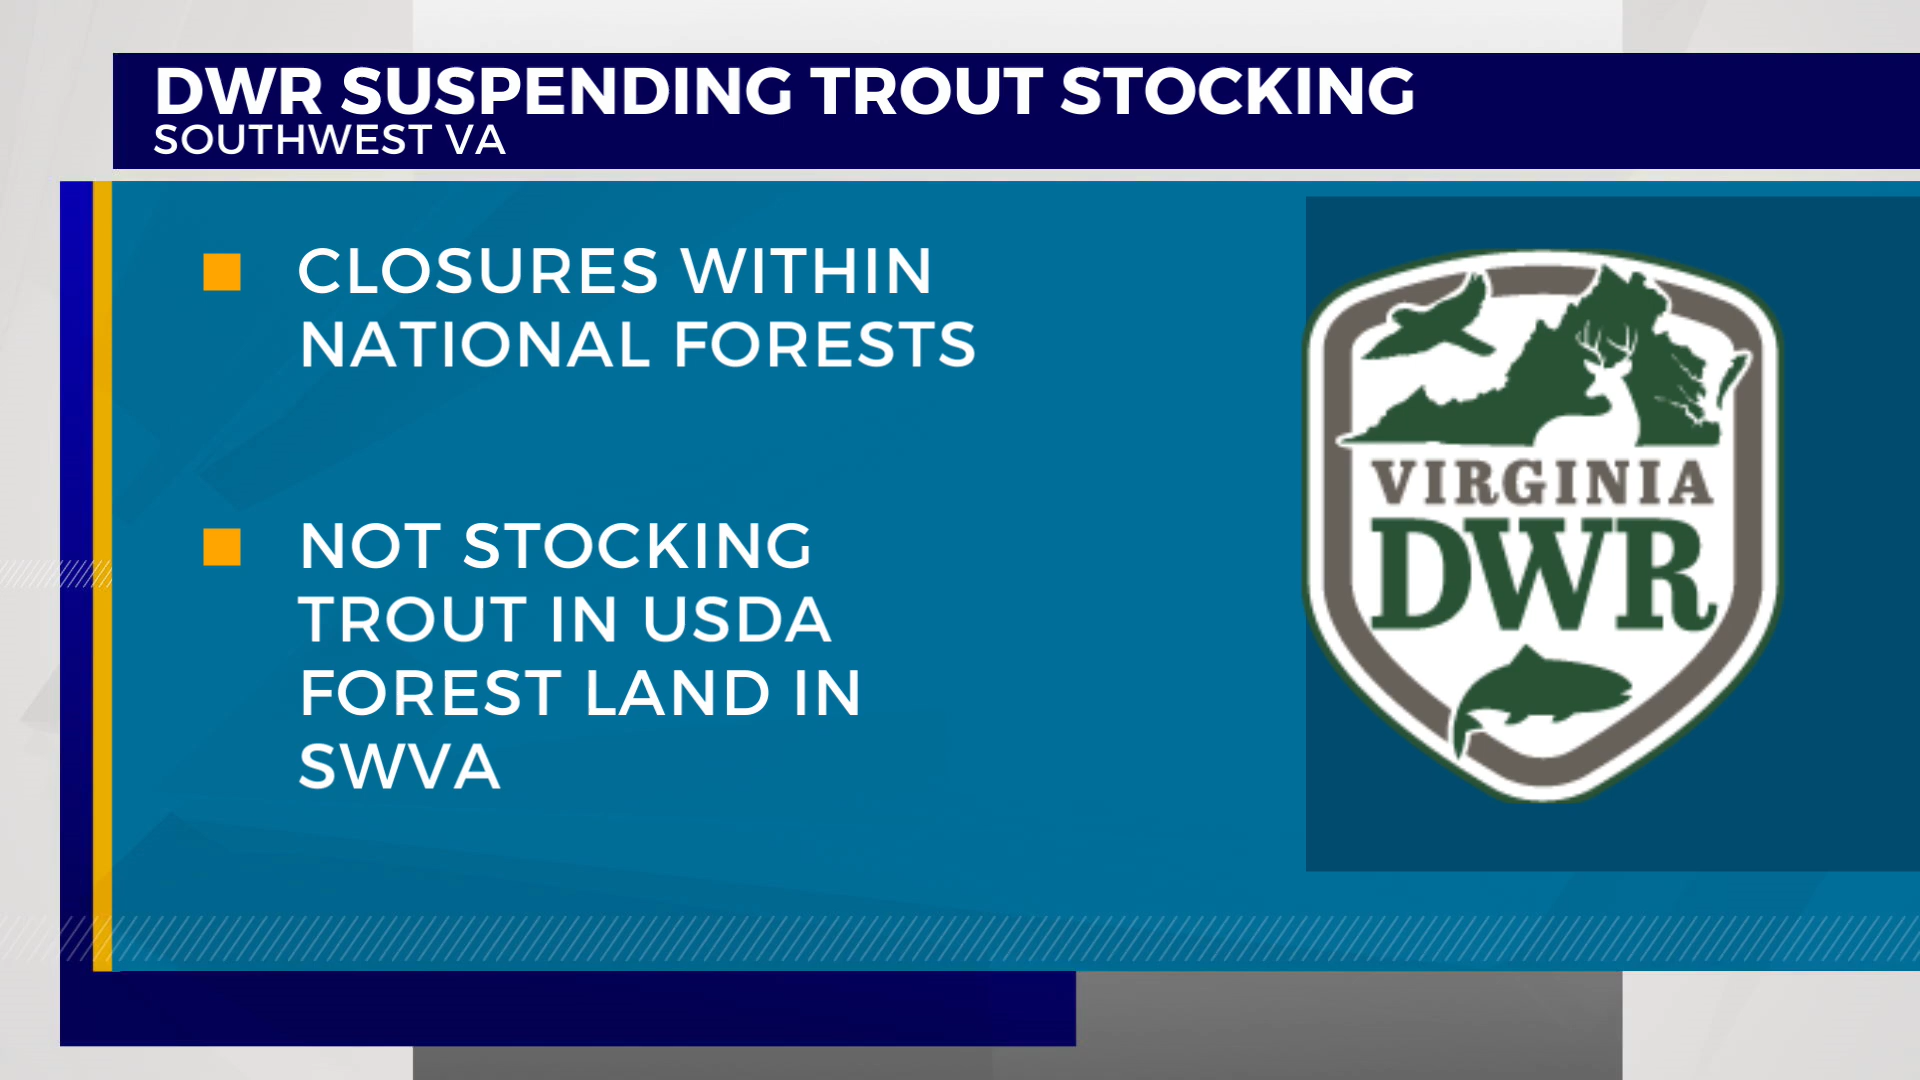 DWR SUSPENDING TROUT STOCKING
SOUTHWEST VA
CLOSURES WITHIN
NATIONAL FORESTS
NOT STOCKING
TROUT IN USDA
FOREST LAND IN
SWVA
VIRGINIA
DWR